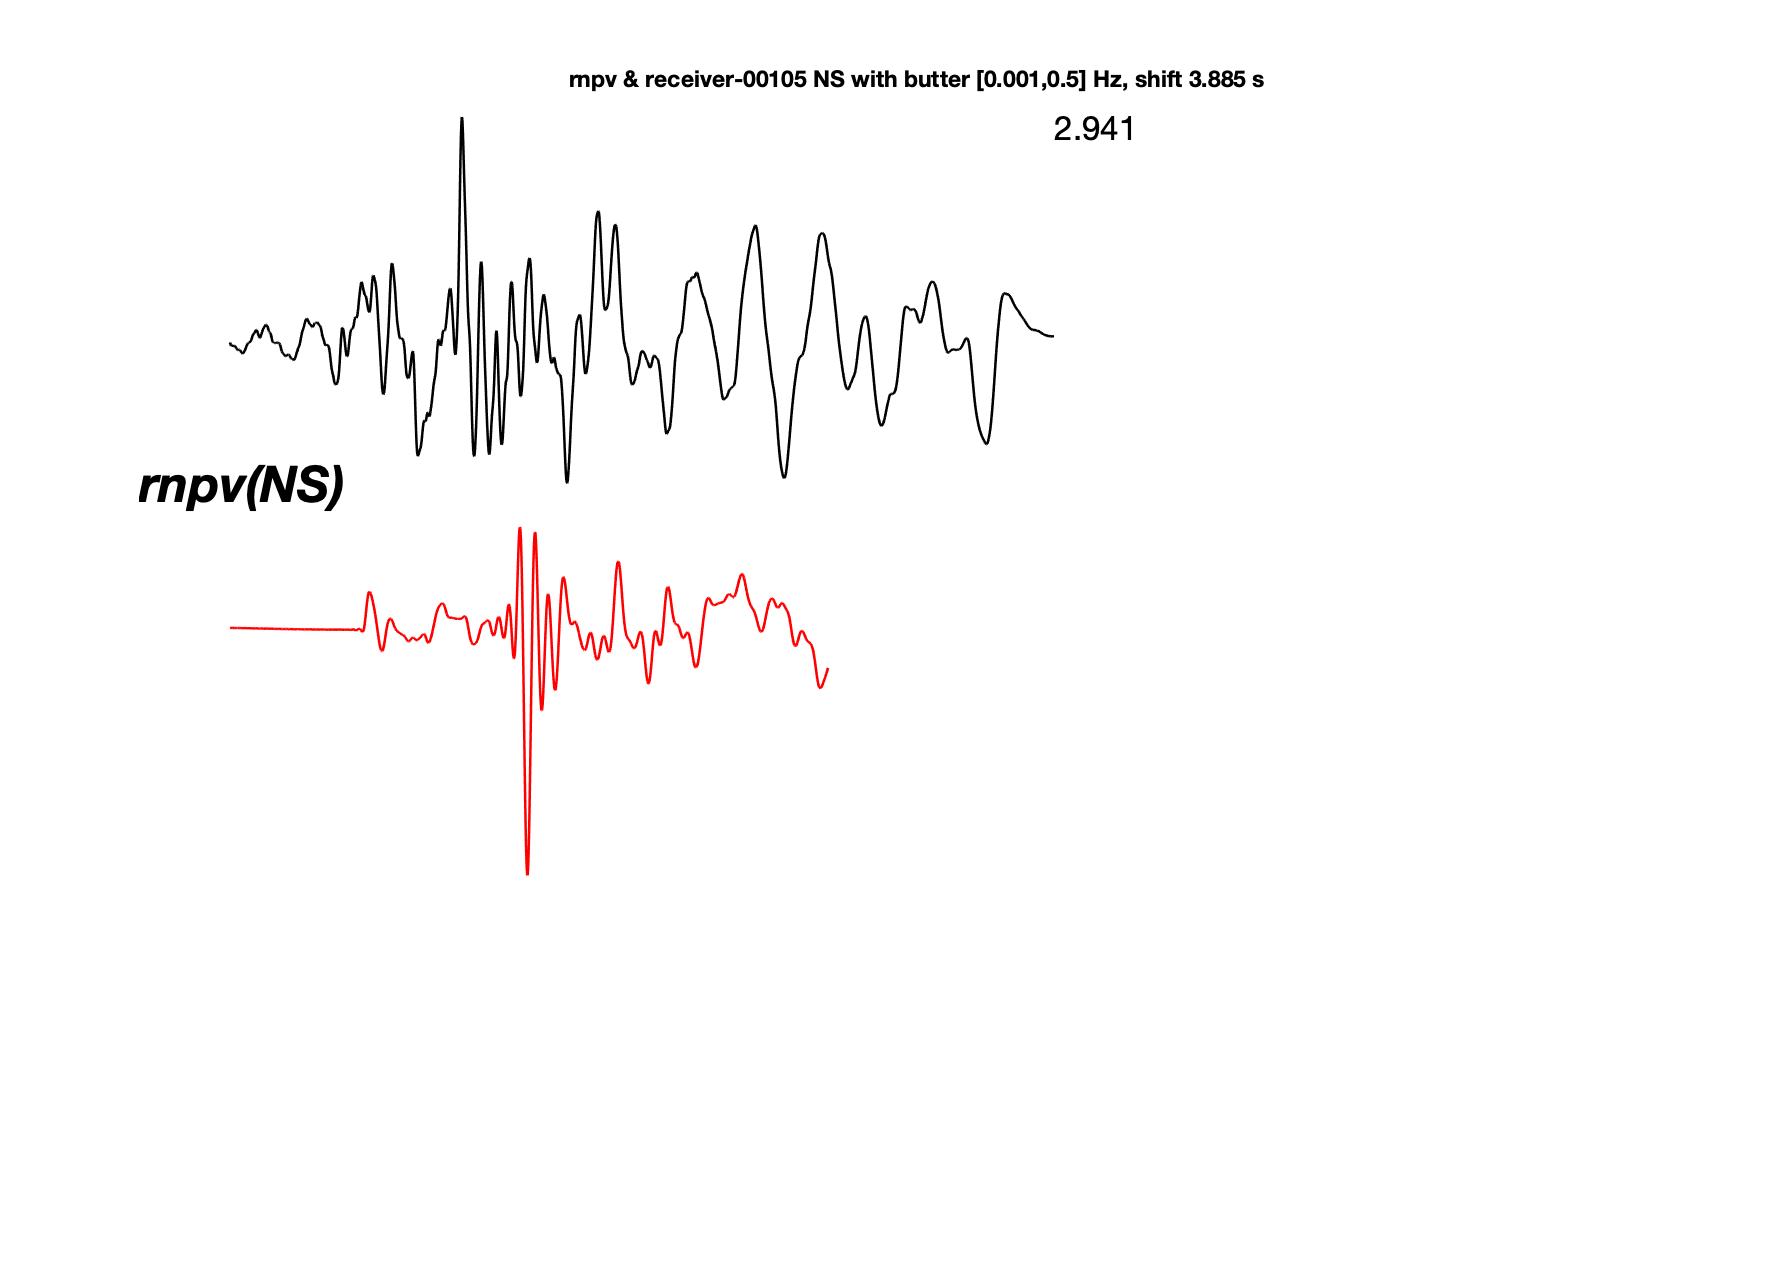 rnpv & receiver-00105 NS with butter [0.001,0.5] Hz, shift 3.885 s
2.941
rnpv(NS)